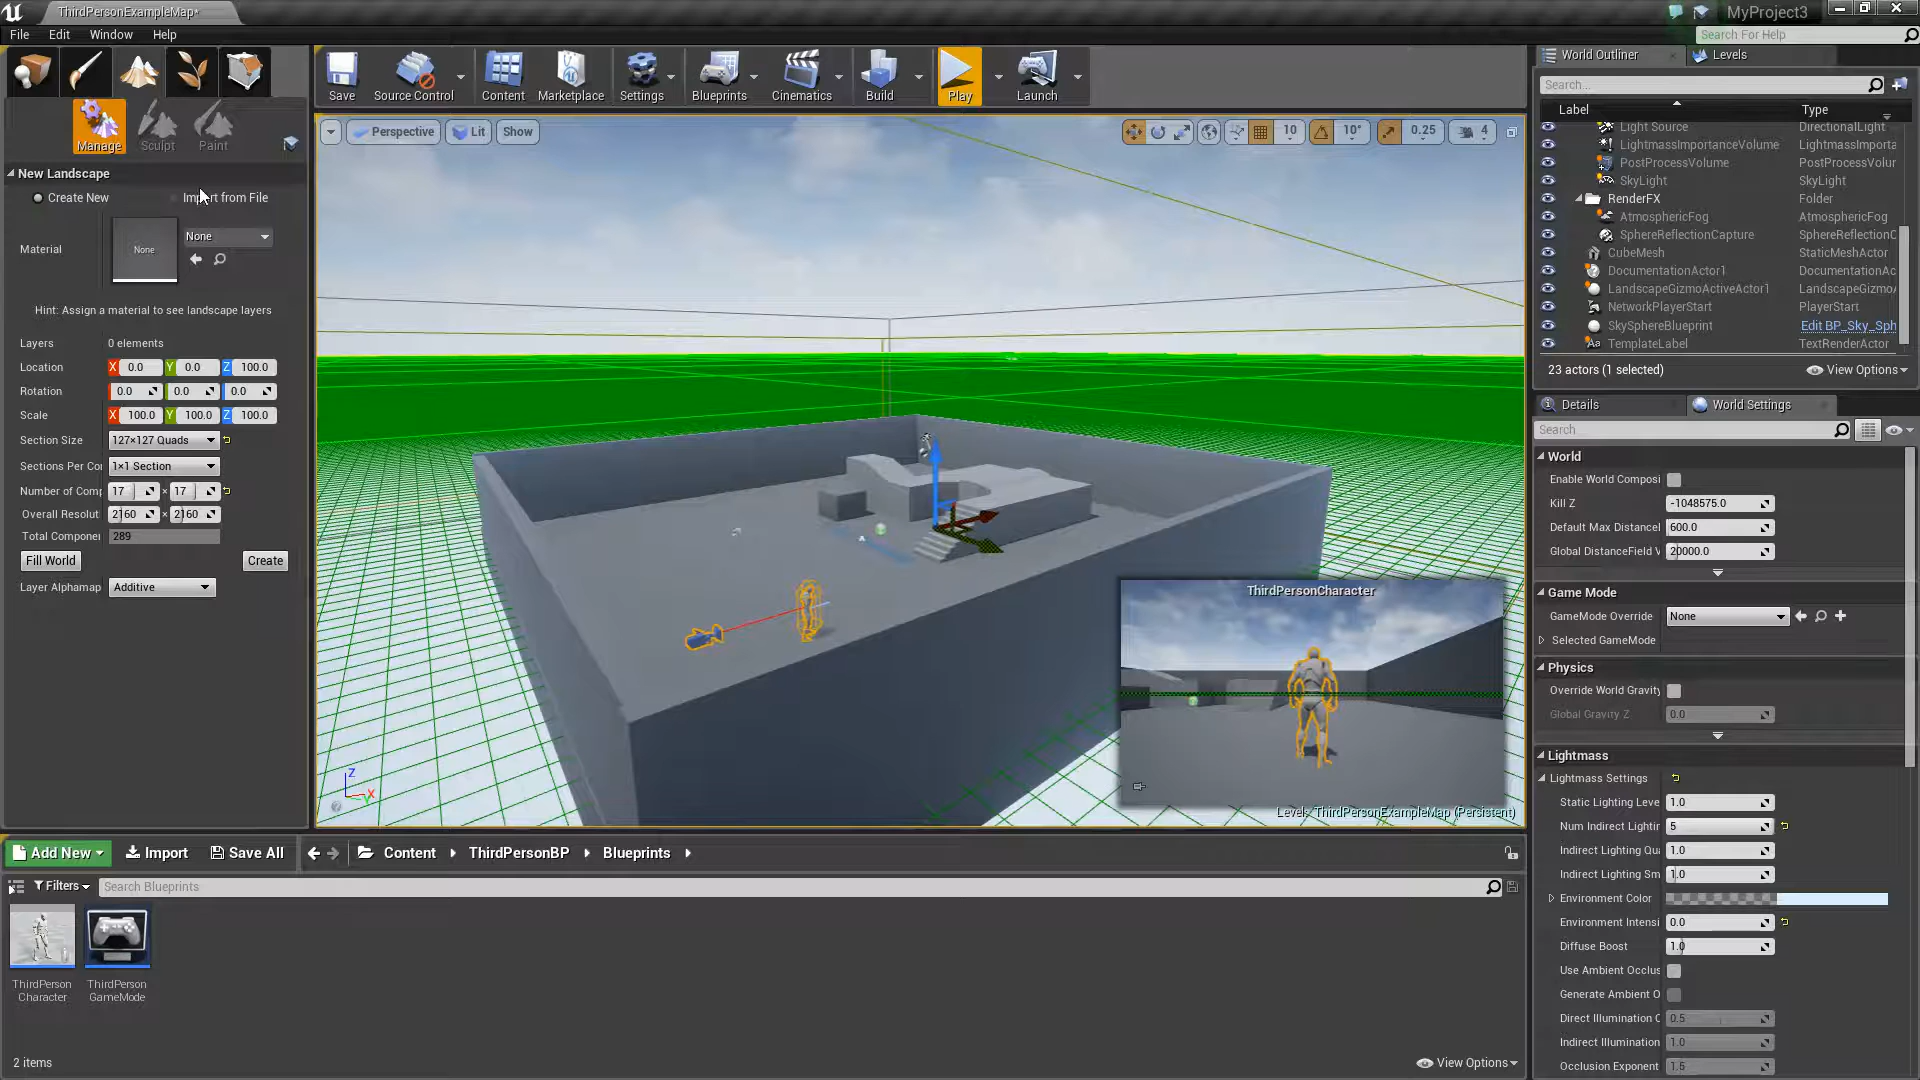 ThirdPersonExampleMap*
MyProject3
File Edit Window Help
Search For Help
Save
Source Control
Content
Marketplace
Settings
Blueprints
Cinematics
Build
Play
Launch
Manage
Sculpt
Paint
New Landscape
Create New
Import from File
Material
None
None
Hint: Assign a material to see landscape layers
Layers 0 elements
Location X 0.0 Y 0.0 Z 100.0
Rotation 0.0 0.0 0.0
Scale X 100.0 Y 100.0 Z 100.0
Section Size 127×127 Quads
Sections Per Co 1×1 Section
Number of Comp 17 × 17
Overall Resolut 2160 × 2160
Total Componer 289
Fill World
Create
Layer Alphamap Additive
Perspective
Lit
Show
10
10°
0.25
4
ThirdPersonCharacter
Level: ThirdPersonExampleMap (Persistent)
Z
X
Y
World Outliner
Levels
Search...
Label Type
Light Source DirectionalLight
LightmassImportanceVolume LightmassImporta
PostProcessVolume PostProcessVolur
SkyLight SkyLight
RenderFX Folder
AtmosphericFog AtmosphericFog
SphereReflectionCapture SphereReflectionC
CubeMesh StaticMeshActor
DocumentationActor1 DocumentationAc
LandscapeGizmoActiveActor1 LandscapeGizmoA
NetworkPlayerStart PlayerStart
SkySphereBlueprint Edit BP_Sky_Sph
TemplateLabel TextRenderActor
23 actors (1 selected)
View Options
Details
World Settings
Search...
World
Enable World Composi
Kill Z -1048575.0
Default Max Distancel 600.0
Global DistanceField V 20000.0
Game Mode
GameMode Override None
Selected GameMode
Physics
Override World Gravity
Global Gravity Z 0.0
Lightmass
Lightmass Settings
Static Lighting Leve 1.0
Num Indirect Lightir 5
Indirect Lighting Qu 1.0
Indirect Lighting Sm 1.0
Environment Color
Environment Intensi 0.0
Diffuse Boost 1.0
Use Ambient Occlus
Generate Ambient O
Direct Illumination C 0.5
Indirect Illumination 1.0
Occlusion Exponent 1.5
Add New
Import
Save All
Content
ThirdPersonBP
Blueprints
Filters
Search Blueprints
ThirdPerson
Character
ThirdPerson
GameMode
2 items
View Options